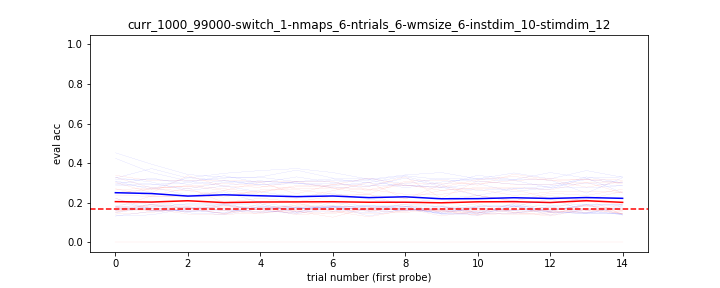 curr_1000_99000-switch_1-nmaps_6-ntrials_6-wmsize_6-instdim_10-stimdim_12
1.0
0.8
0.6
0.4
0.2
0.0
eval acc
0 2 4 6 8 10 12 14
trial number (first probe)